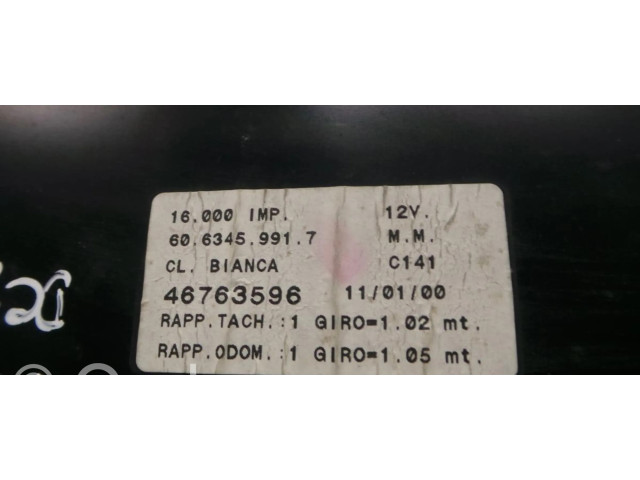 16.000 IMP. 12V.
60.6345.991.7 M.M.
CL. BIANCA C141
46763596 11/01/00
RAPP.TACH.:1 GIRO=1.02 mt.
RAPP.ODOM.:1 GIRO=1.05 mt.